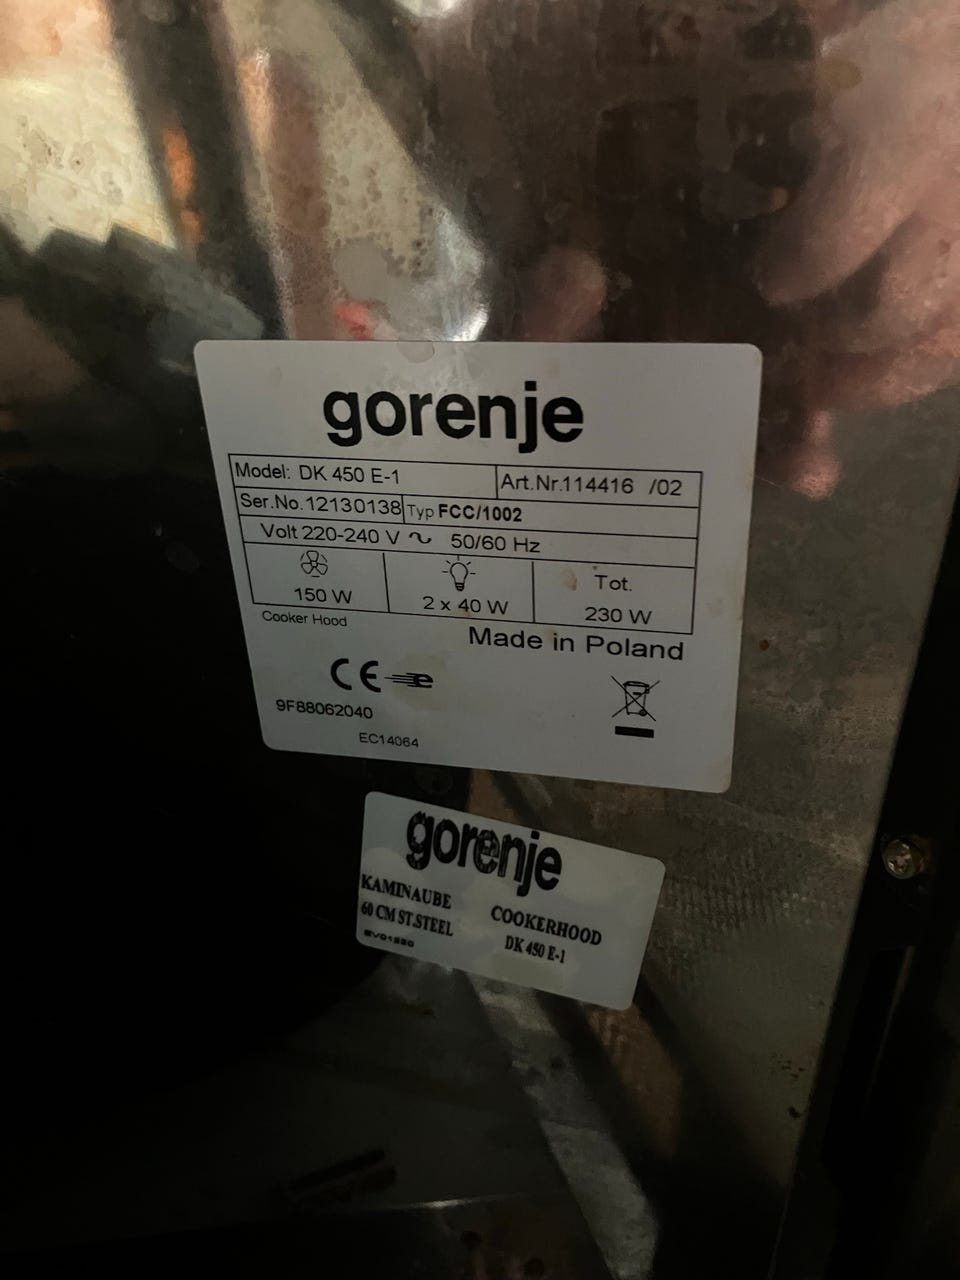 gorenje
Model: DK 450 E-1 Art.Nr.114416 /02
Ser.No.12130138 Typ FCC/1002
Volt 220-240 V ~ 50/60 Hz
150 W 2 x 40 W Tot. 230 W
Cooker Hood
Made in Poland
CE e
9F88062040
EC14064
gorenje
KAMINAUBE
60 CM ST.STEEL
COOKERHOOD
DK 450 E-1